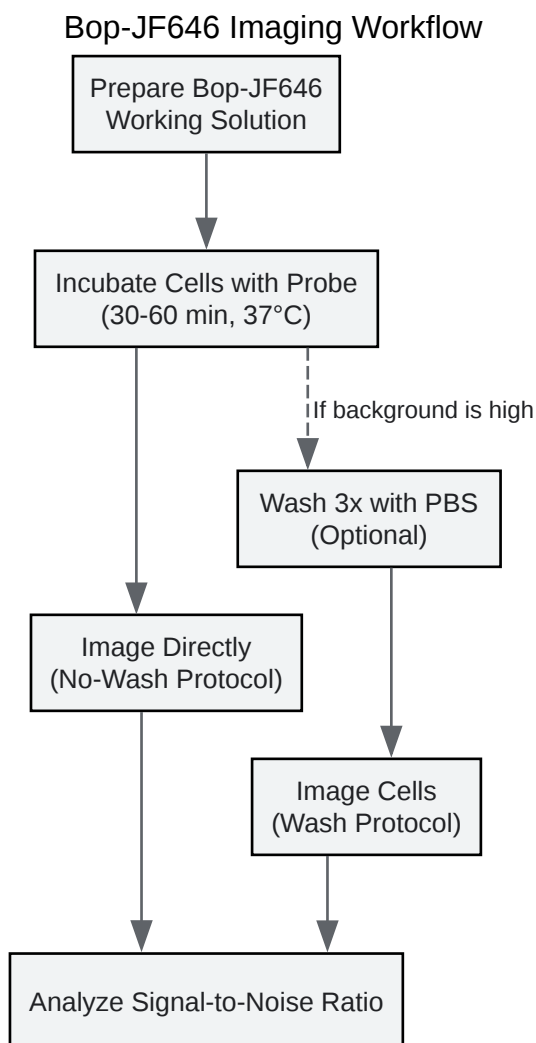 Bop-JF646 Imaging Workflow
Prepare Bop-JF646
Working Solution
Incubate Cells with Probe
(30-60 min, 37°C)
If background is high
Wash 3x with PBS
(Optional)
Image Directly
(No-Wash Protocol)
Image Cells
(Wash Protocol)
Analyze Signal-to-Noise Ratio